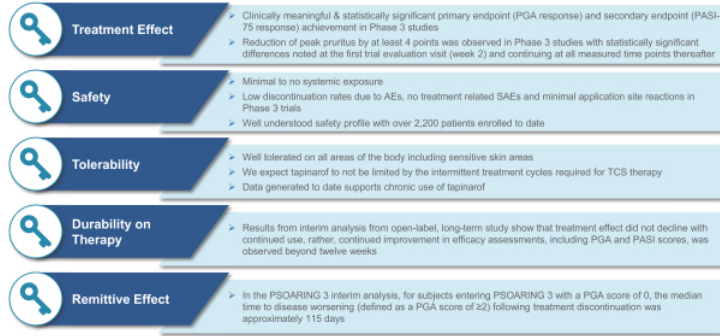 Treatment Effect
➢ Clinically meaningful & statistically significant primary endpoint (PGA response) and secondary endpoint (PASI-
75 response) achievement in Phase 3 studies
➢ Reduction of peak pruritus by at least 4 points was observed in Phase 3 studies with statistically significant
differences noted at the first trial evaluation visit (week 2) and continuing at all measured time points thereafter
Safety
➢ Minimal to no systemic exposure
➢ Low discontinuation rates due to AEs, no treatment related SAEs and minimal application site reactions in
Phase 3 trials
➢ Well understood safety profile with over 2,200 patients enrolled to date
Tolerability
➢ Well tolerated on all areas of the body including sensitive skin areas
➢ We expect tapinarof to not be limited by the intermittent treatment cycles required for TCS therapy
➢ Data generated to date supports chronic use of tapinarof
Durability on
Therapy
➢ Results from interim analysis from open-label, long-term study show that treatment effect did not decline with
continued use, rather, continued improvement in efficacy assessments, including PGA and PASI scores, was
observed beyond twelve weeks
Remittive Effect
➢ In the PSOARING 3 interim analysis, for subjects entering PSOARING 3 with a PGA score of 0, the median
time to disease worsening (defined as a PGA score of ≥2) following treatment discontinuation was
approximately 115 days